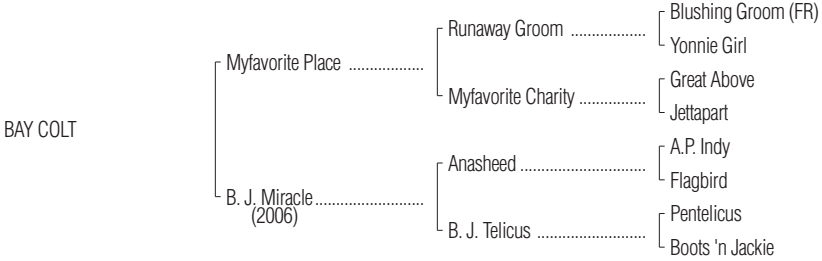 Blushing Groom (FR)
Runaway Groom ..................
Yonnie Girl
Myfavorite Place ..................
Great Above
Myfavorite Charity ................
Jettapart
BAY COLT
A.P. Indy
Anasheed ..............................
Flagbird
B. J. Miracle..........................
(2006)
Pentelicus
B. J. Telicus ..........................
Boots 'n Jackie